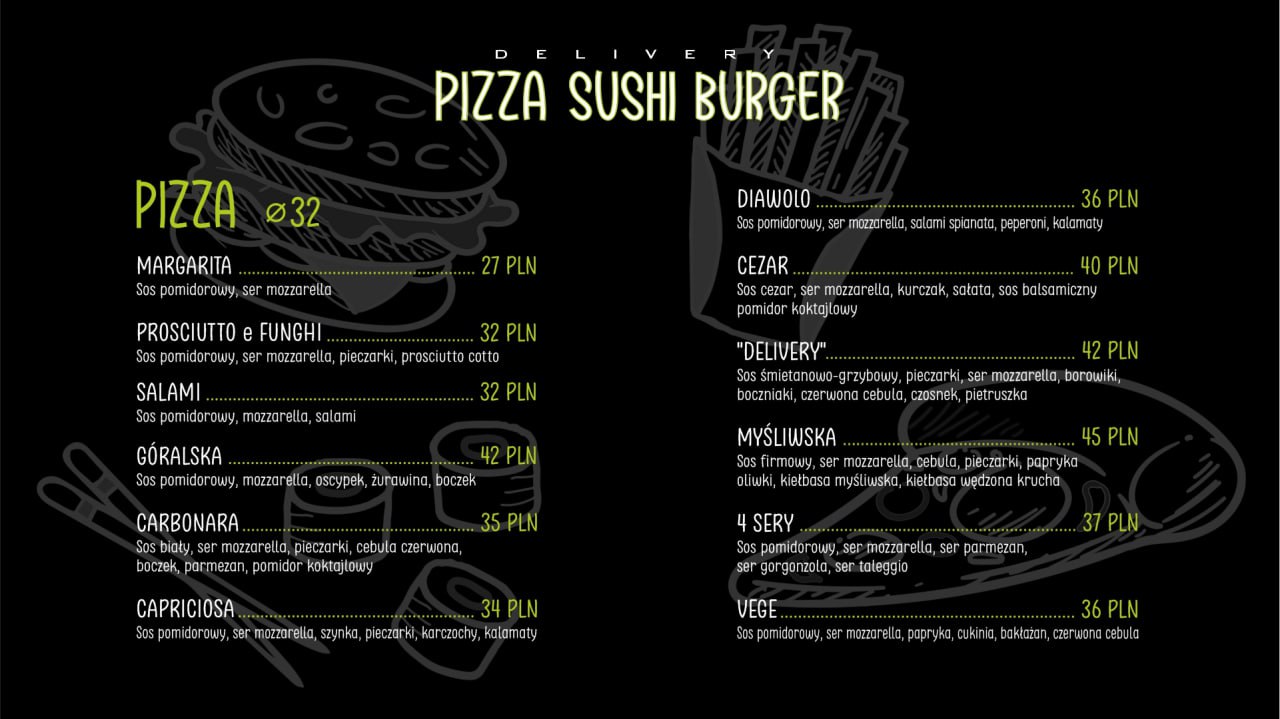 DELIVERY
PIZZA SUSHI BURGER
PIZZA ⌀32
MARGARITA ........................................ 27 PLN
Sos pomidorowy, ser mozzarella
PROSCIUTTO e FUNGHI ........................ 32 PLN
Sos pomidorowy, ser mozzarella, pieczarki, prosciutto cotto
SALAMI ............................................. 32 PLN
Sos pomidorowy, mozzarella, salami
GÓRALSKA ......................................... 42 PLN
Sos pomidorowy, mozzarella, oscypek, żurawina, boczek
CARBONARA ....................................... 35 PLN
Sos biały, ser mozzarella, pieczarki, cebula czerwona,
boczek, parmezan, pomidor koktajlowy
CAPRICIOSA ....................................... 34 PLN
Sos pomidorowy, ser mozzarella, szynka, pieczarki, karczochy, kalamaty
DIAWOLO ........................................... 36 PLN
Sos pomidorowy, ser mozzarella, salami spianata, peperoni, kalamaty
CEZAR ............................................... 40 PLN
Sos cezar, ser mozzarella, kurczak, sałata, sos balsamiczny
pomidor koktajlowy
"DELIVERY" ......................................... 42 PLN
Sos śmietanowo-grzybowy, pieczarki, ser mozzarella, borowiki,
boczniaki, czerwona cebula, czosnek, pietruszka
MYŚLIWSKA ....................................... 45 PLN
Sos firmowy, ser mozzarella, cebula, pieczarki, papryka
oliwki, kiełbasa myśliwska, kiełbasa wędzona krucha
4 SERY .............................................. 37 PLN
Sos pomidorowy, ser mozzarella, ser parmezan,
ser gorgonzola, ser taleggio
VEGE ................................................. 36 PLN
Sos pomidorowy, ser mozzarella, papryka, cukinia, bakłażan, czerwona cebula